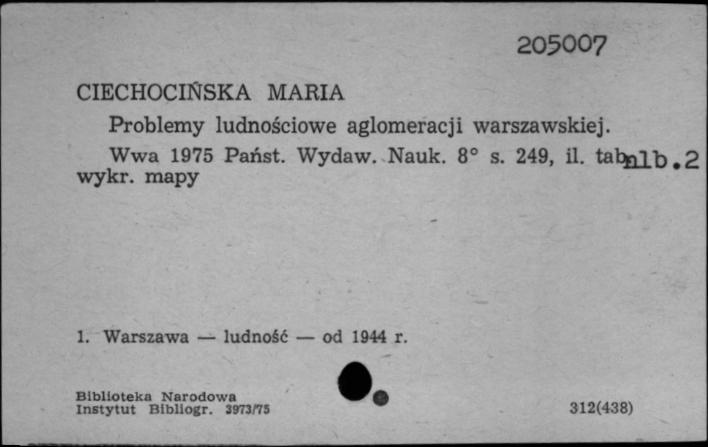 205007
CIECHOCIŃSKA MARIA
Problemy ludnościowe aglomeracji warszawskiej.
Wwa 1975 Państ. Wydaw. Nauk. 8° s. 249, il. tab nlb.2
wykr. mapy
1. Warszawa — ludność — od 1944 r.
Biblioteka Narodowa
Instytut Bibliogr. 3973/75
312(438)